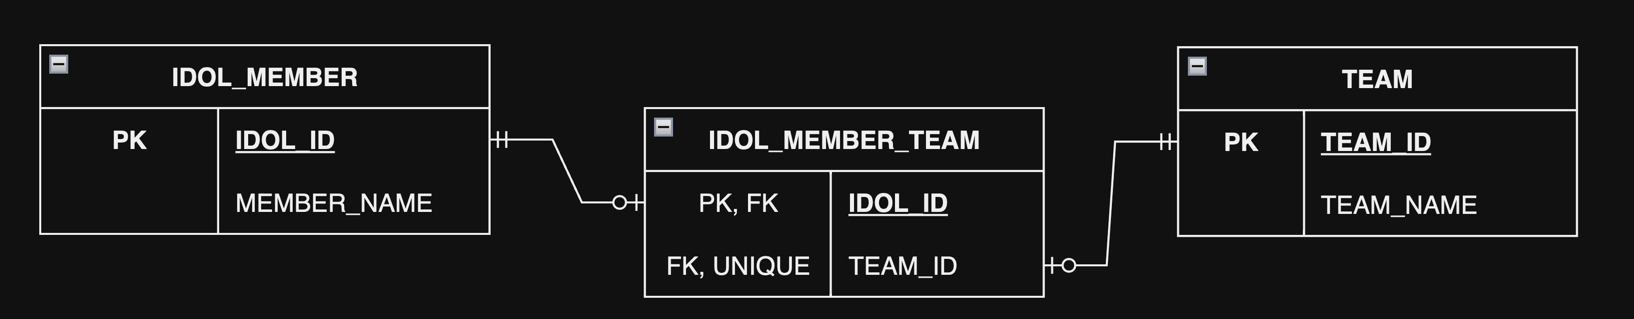 IDOL_MEMBER
PK IDOL_ID
MEMBER_NAME
IDOL_MEMBER_TEAM
PK, FK IDOL_ID
FK, UNIQUE TEAM_ID
TEAM
PK TEAM_ID
TEAM_NAME